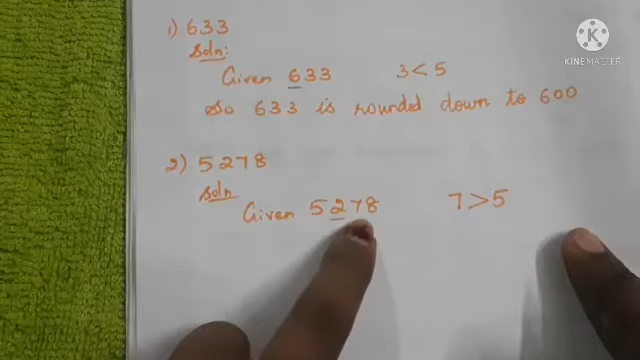 1) 633
Soln:
Given 633 3 < 5
So 633 is rounded down to 600
2) 5278
Soln
Given 5278 7 > 5
KINEMASTER